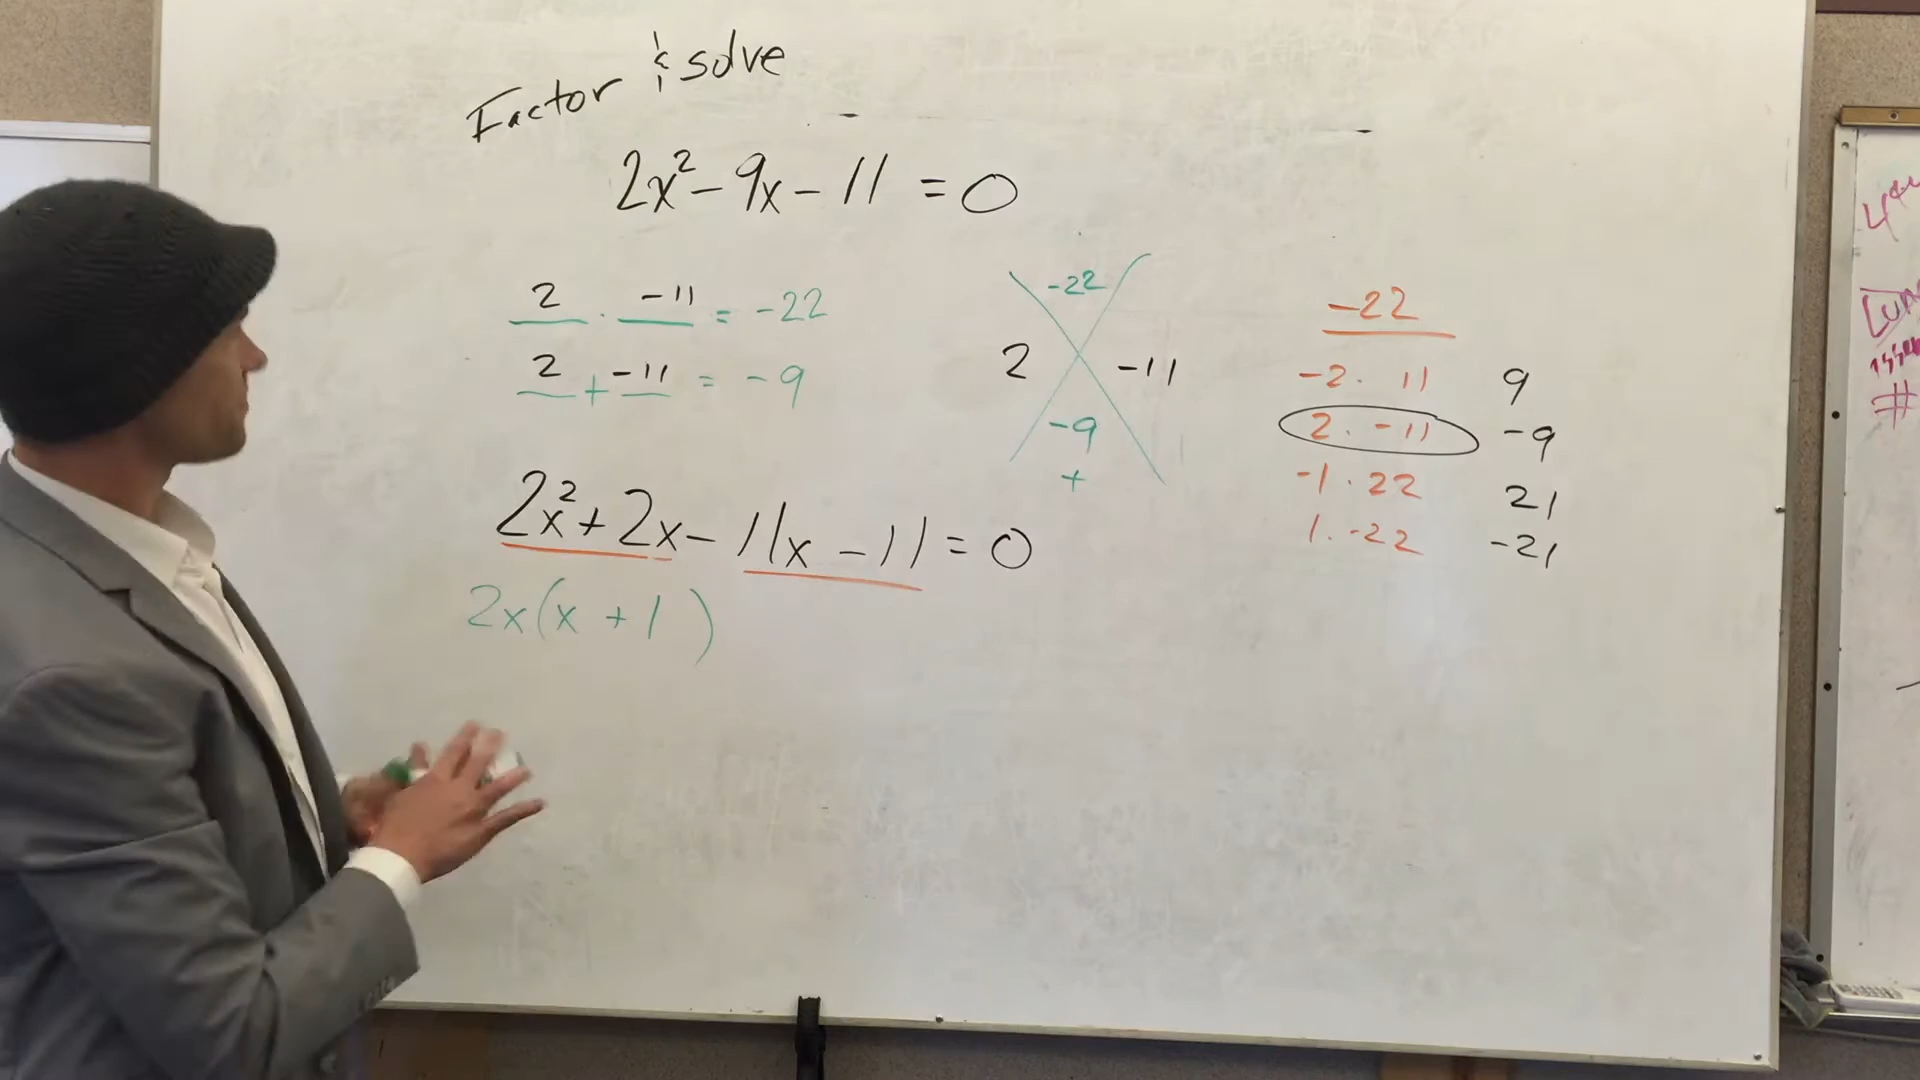 Factor & solve
2x² - 9x - 11 = 0
2 · -11 = -22
2 + -11 = -9
-22
2 -11
-9
+
-22
-2 · 11 9
2 · -11 -9
-1 · 22 21
1 · -22 -21
2x² + 2x - 11x - 11 = 0
2x(x + 1)
#